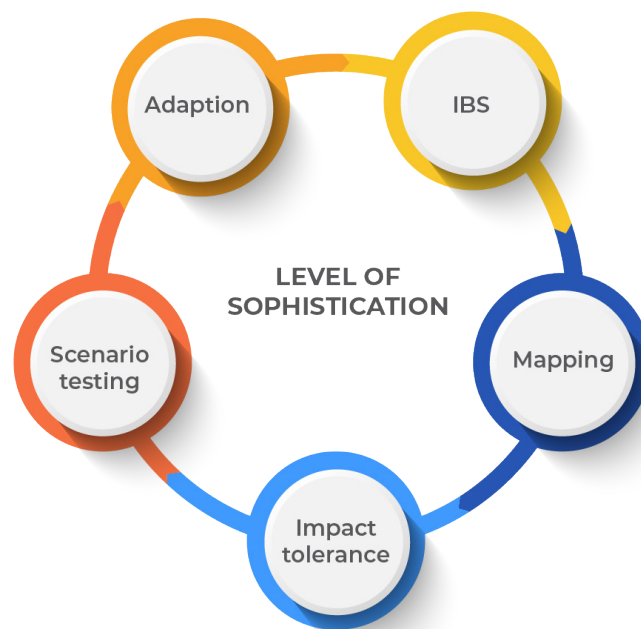 Adaption
IBS
LEVEL OF
SOPHISTICATION
Scenario
testing
Mapping
Impact
tolerance